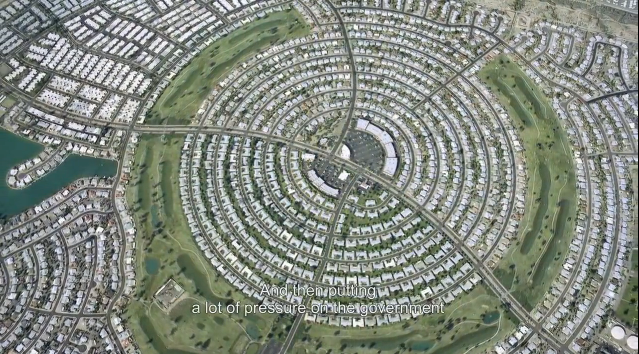 And then putting
a lot of pressure on the government